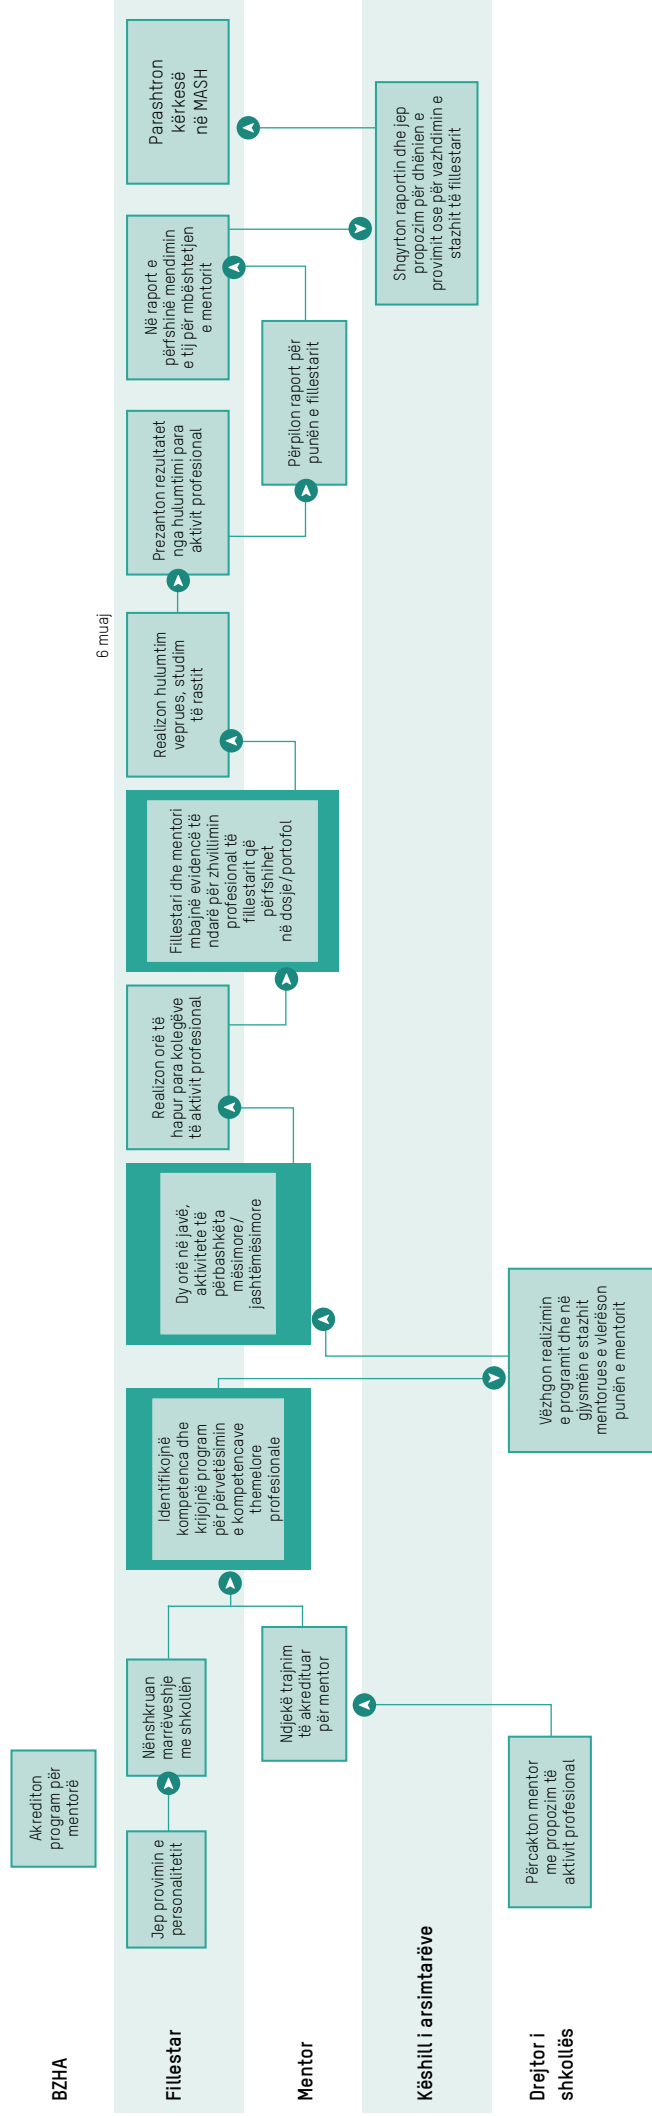 BZHA
Akrediton
program për
mentorë
Fillestar
Jep provimin e
personalitetit
Nënshkruan
marrëveshje
me shkollën
Identifikojnë
kompetenca dhe
krijojnë program
për përvetësimin
e kompetencave
themelore
profesionale
Dy orë në javë,
aktivitete të
përbashkëta
mësimore/
jashtëmësimore
Realizon orë të
hapur para kolegëve
të aktivit profesional
Fillestari dhe mentori
mbajnë evidencë të
ndarë për zhvillimin
profesional të
fillestarit që
përfshihet
në dosje/portofol
Realizon hulumtim
veprues, studim
të rastit
6 muaj
Prezanton rezultatet
nga hulumtimi para
aktivit profesional
Në raport e
përfshinë mendimin
e tij për mbështetjen
e mentorit
Parashtron
kërkesë
në MASH
Mentor
Ndjekë trajnim
të akredituar
për mentor
Përpilon raport për
punën e fillestarit
Këshill i arsimtarëve
Shqyrton raportin dhe jep
propozim për dhënien e
provimit ose për vazhdimin e
stazhit të fillestarit
Drejtor i
shkollës
Përcakton mentor
me propozim të
aktivit profesional
Vëzhgon realizimin
e programit dhe në
gjysmën e stazhit
mentorues e vlerëson
punën e mentorit